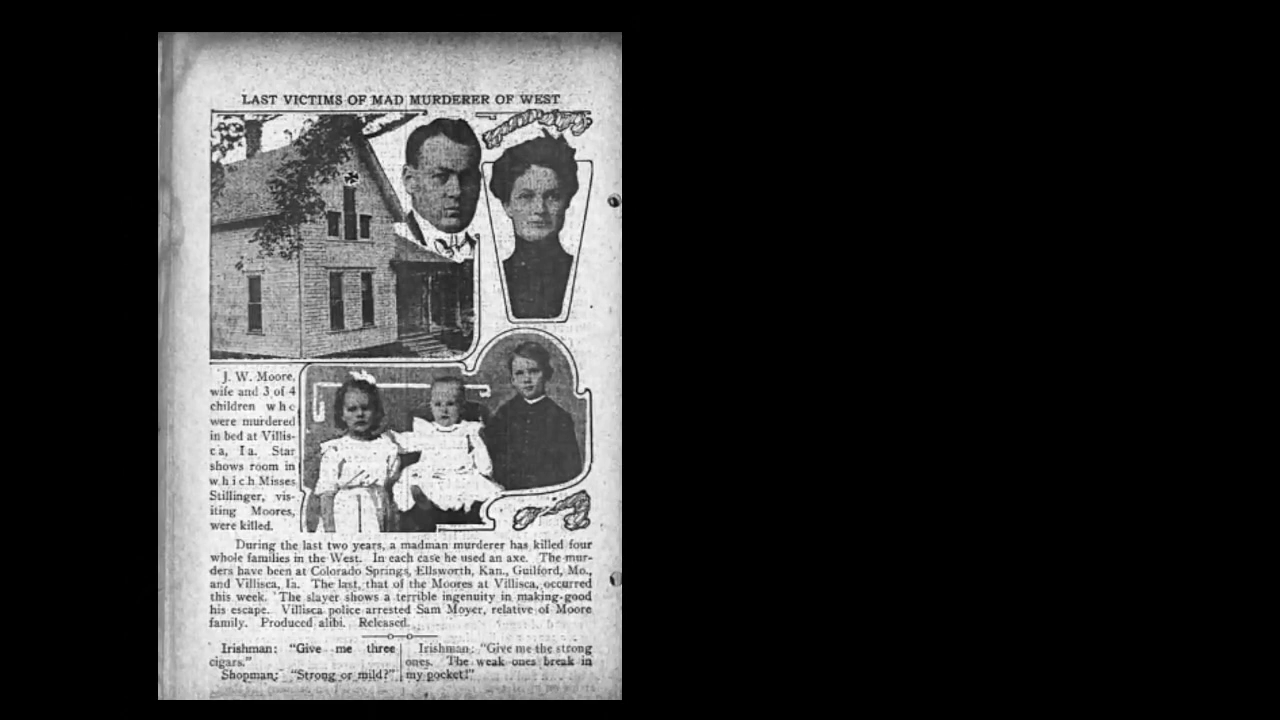 LAST VICTIMS OF MAD MURDERER OF WEST
J. W. Moore,
wife and 3 of 4
children who
were murdered
in bed at Villis-
ca, Ia. Star
shows room in
which Misses
Stillinger, vis-
iting Moores,
were killed.
During the last two years, a madman murderer has killed four
whole families in the West. In each case he used an axe. The mur-
ders have been at Colorado Springs, Ellsworth, Kan., Guilford, Mo.,
and Villisca, Ia. The last, that of the Moores at Villisca, occurred
this week. The slayer shows a terrible ingenuity in making good
his escape. Villisca police arrested Sam Moyer, relative of Moore
family. Produced alibi. Released.
Irishman: "Give me three
cigars."
Shopman: "Strong or mild?"
Irishman: "Give me the strong
ones. The weak ones break in
my pocket!"